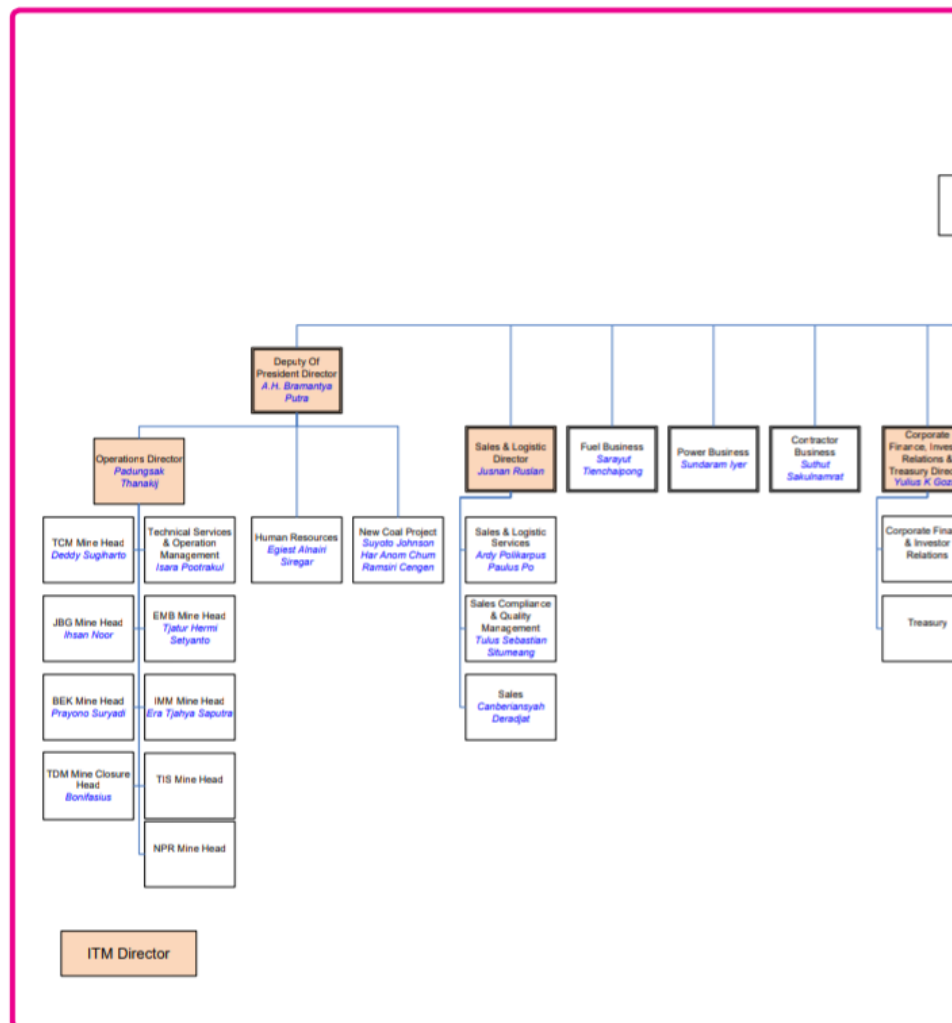 Deputy Of
President Director
A.H. Bramantya
Putra
Operations Director
Padungsak
Thanakij
Sales & Logistic
Director
Jusnan Ruslan
Fuel Business
Sarayut
Tienchaipong
Power Business
Sundaram Iyer
Contractor
Business
Suthut
Sakulnamrat
Corporate
Finance,
Relations &
Treasury
Yulius K
TCM Mine Head
Deddy Sugiharto
Technical Services
& Operation
Management
Isara Pootrakul
Human Resources
Egiest Alnairi
Siregar
New Coal Project
Suyoto Johnson
Har Anom Chum
Ramsiri Cengen
Sales & Logistic
Services
Ardy Polikarpus
Paulus Po
Corporate
& Investor
Relations
JBG Mine Head
Ihsan Noor
EMB Mine Head
Tjatur Hermi
Setyanto
Sales Compliance
& Quality
Management
Tulus Sebastian
Situmeang
Treasury
BEK Mine Head
Prayono Suryadi
IMM Mine Head
Era Tjahya Saputra
Sales
Canberiansyah
Deradjat
TDM Mine Closure
Head
Bonifasius
TIS Mine Head
NPR Mine Head
ITM Director